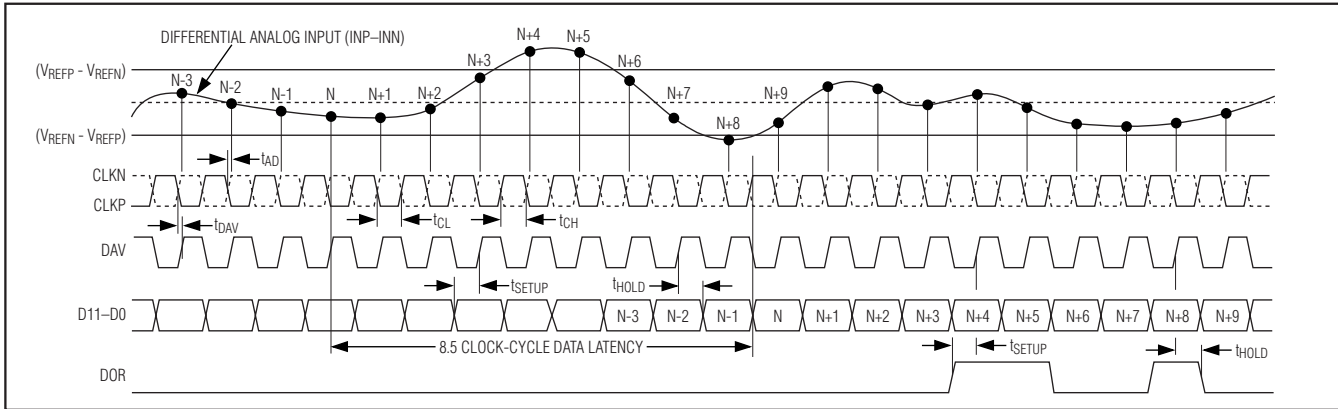 DIFFERENTIAL ANALOG INPUT (INP–INN)
(VREFP - VREFN)
(VREFN - VREFP)
N-3
N-2
N-1
N
N+1
N+2
N+3
N+4
N+5
N+6
N+7
N+8
N+9
tAD
CLKN
CLKP
tDAV
tCL
tCH
DAV
tSETUP
tHOLD
D11–D0
N-3
N-2
N-1
N
N+1
N+2
N+3
N+4
N+5
N+6
N+7
N+8
N+9
8.5 CLOCK-CYCLE DATA LATENCY
tSETUP
tHOLD
DOR